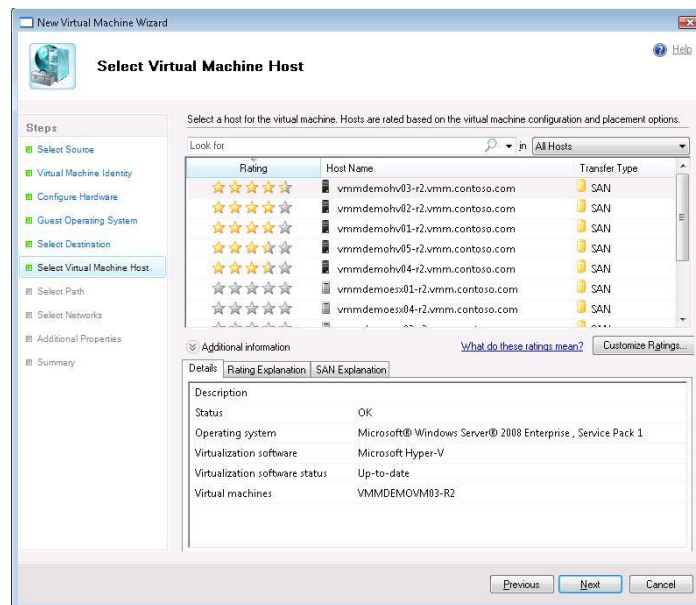 New Virtual Machine Wizard
Help
Select Virtual Machine Host
Select a host for the virtual machine. Hosts are rated based on the virtual machine configuration and placement options.
Steps
Select Source
Virtual Machine Identity
Configure Hardware
Guest Operating System
Select Destination
Select Virtual Machine Host
Select Path
Select Networks
Additional Properties
Summary
Look for in All Hosts
Rating Host Name Transfer Type
vmmdemohv03-r2.vmm.contoso.com SAN
vmmdemohv02-r2.vmm.contoso.com SAN
vmmdemohv01-r2.vmm.contoso.com SAN
vmmdemohv05-r2.vmm.contoso.com SAN
vmmdemohv04-r2.vmm.contoso.com SAN
vmmdemoesx01-r2.vmm.contoso.com SAN
vmmdemoesx04-r2.vmm.contoso.com SAN
Additional information What do these ratings mean? Customize Ratings...
Details Rating Explanation SAN Explanation
Description
Status OK
Operating system Microsoft® Windows Server® 2008 Enterprise , Service Pack 1
Virtualization software Microsoft Hyper-V
Virtualization software status Up-to-date
Virtual machines VMMDEMOVM03-R2
Previous Next Cancel